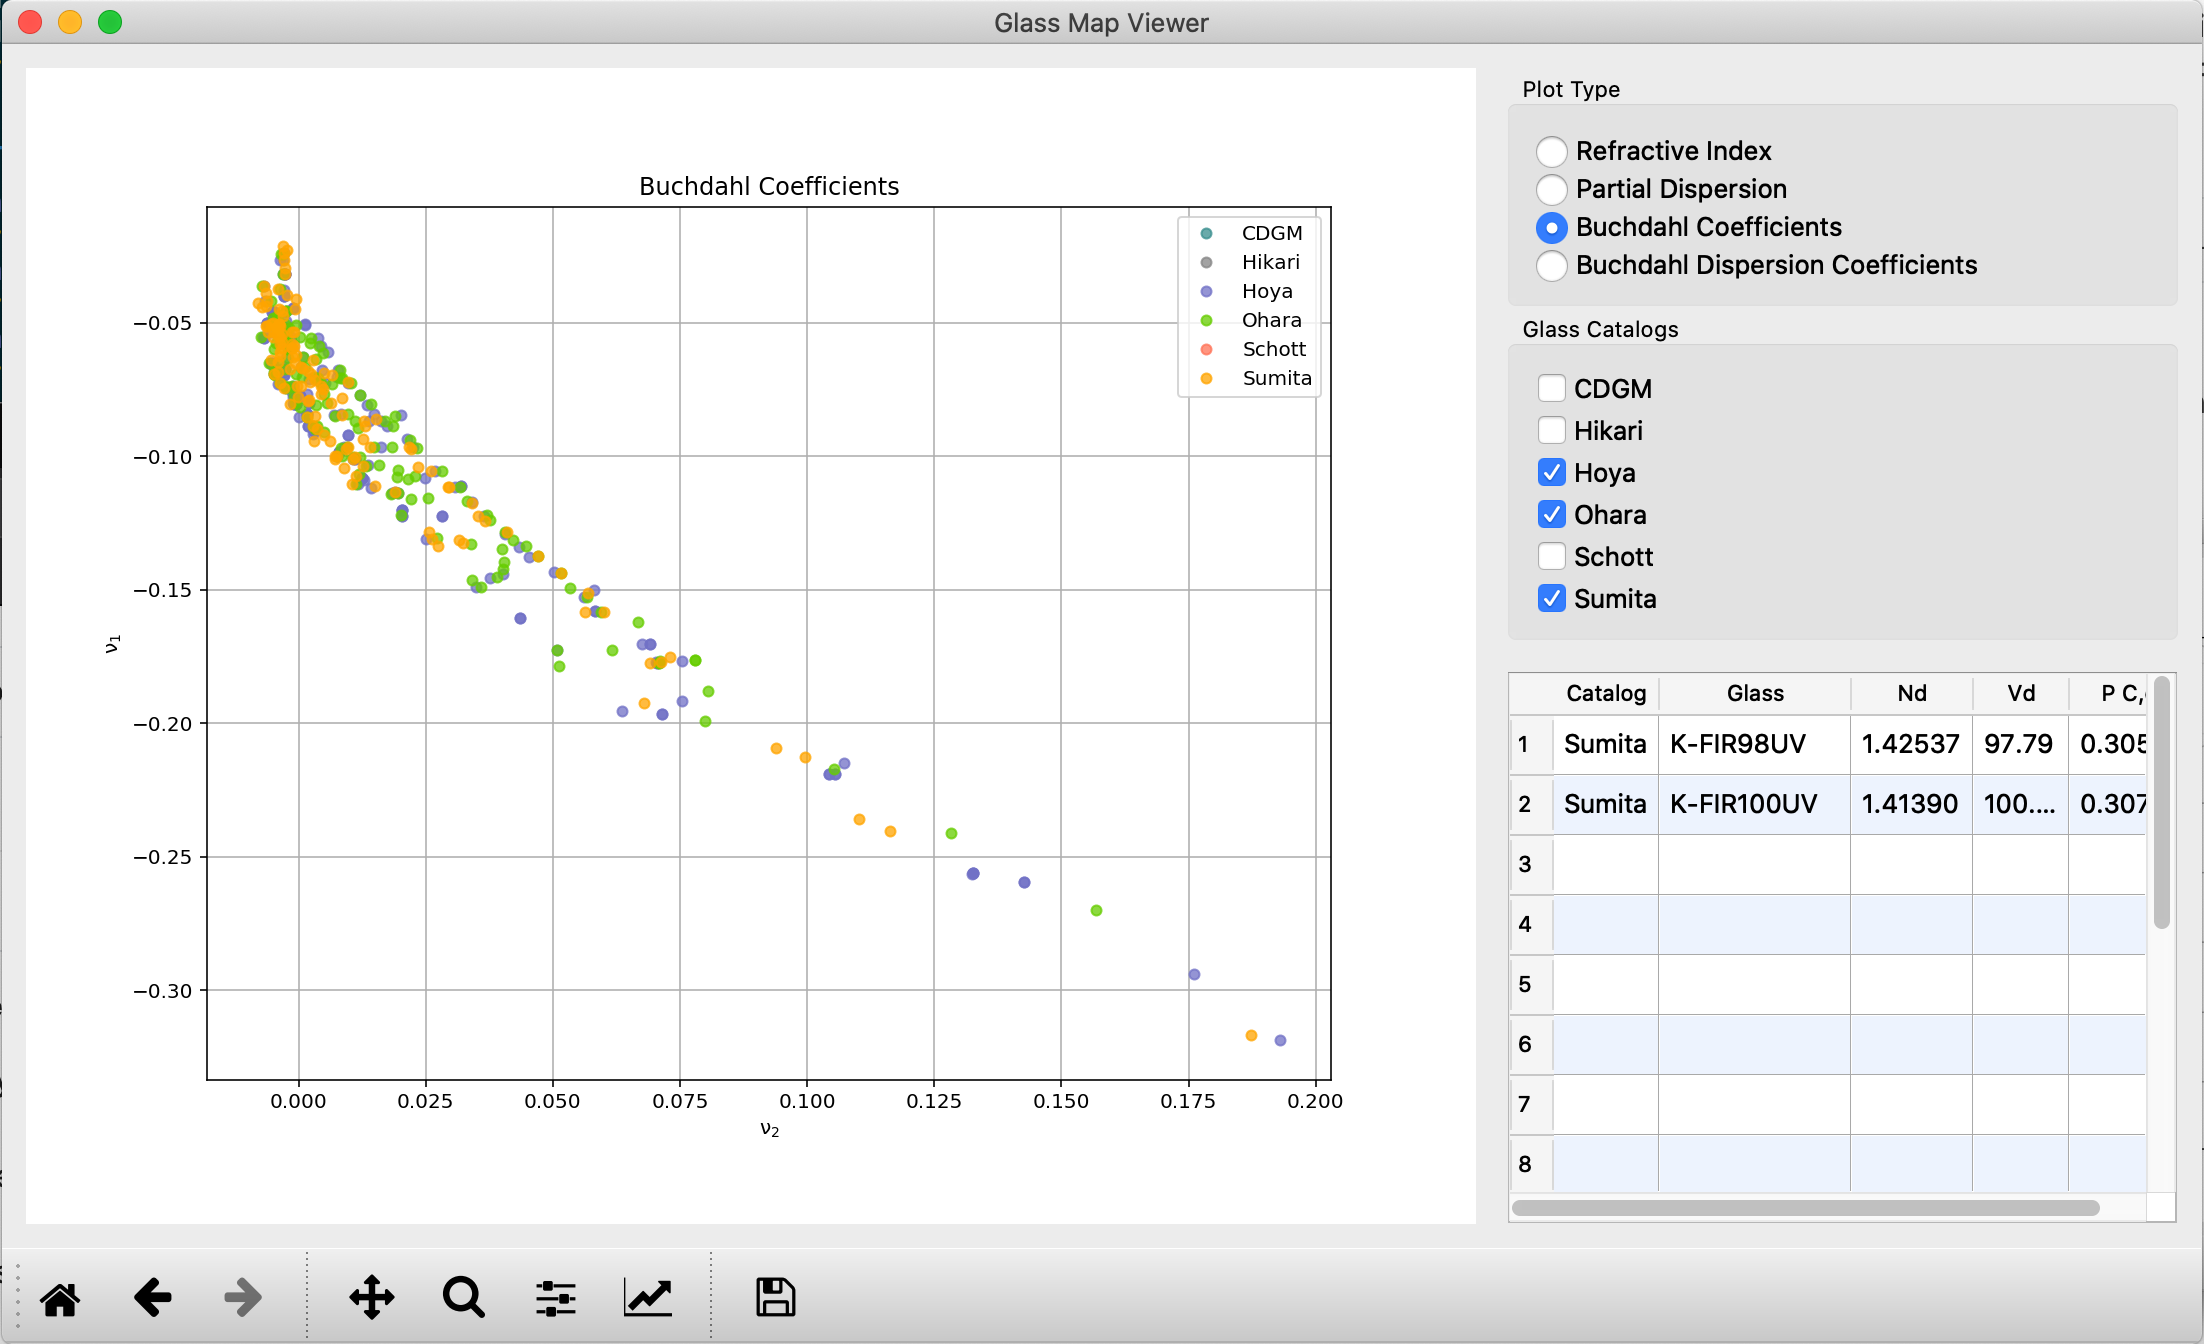 Glass Map Viewer
Buchdahl Coefficients
CDGM
Hikari
Hoya
Ohara
Schott
Sumita
−0.05
−0.10
−0.15
−0.20
−0.25
−0.30
ν1
0.000 0.025 0.050 0.075 0.100 0.125 0.150 0.175 0.200
ν2
Plot Type
Refractive Index
Partial Dispersion
Buchdahl Coefficients
Buchdahl Dispersion Coefficients
Glass Catalogs
CDGM
Hikari
Hoya
Ohara
Schott
Sumita
Catalog Glass Nd Vd P C,
1 Sumita K-FIR98UV 1.42537 97.79 0.305
2 Sumita K-FIR100UV 1.41390 100.... 0.307
3
4
5
6
7
8